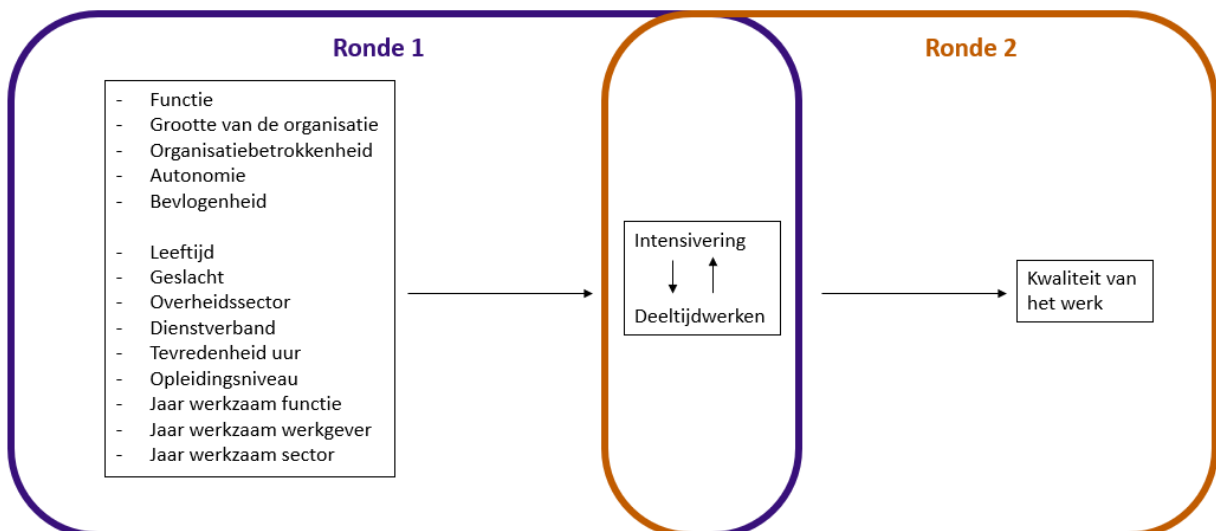 Ronde 1
- Functie
- Grootte van de organisatie
- Organisatiebetrokkenheid
- Autonomie
- Bevlogenheid
- Leeftijd
- Geslacht
- Overheidssector
- Dienstverband
- Tevredenheid uur
- Opleidingsniveau
- Jaar werkzaam functie
- Jaar werkzaam werkgever
- Jaar werkzaam sector
Intensivering
Deeltijdwerken
Ronde 2
Kwaliteit van
het werk